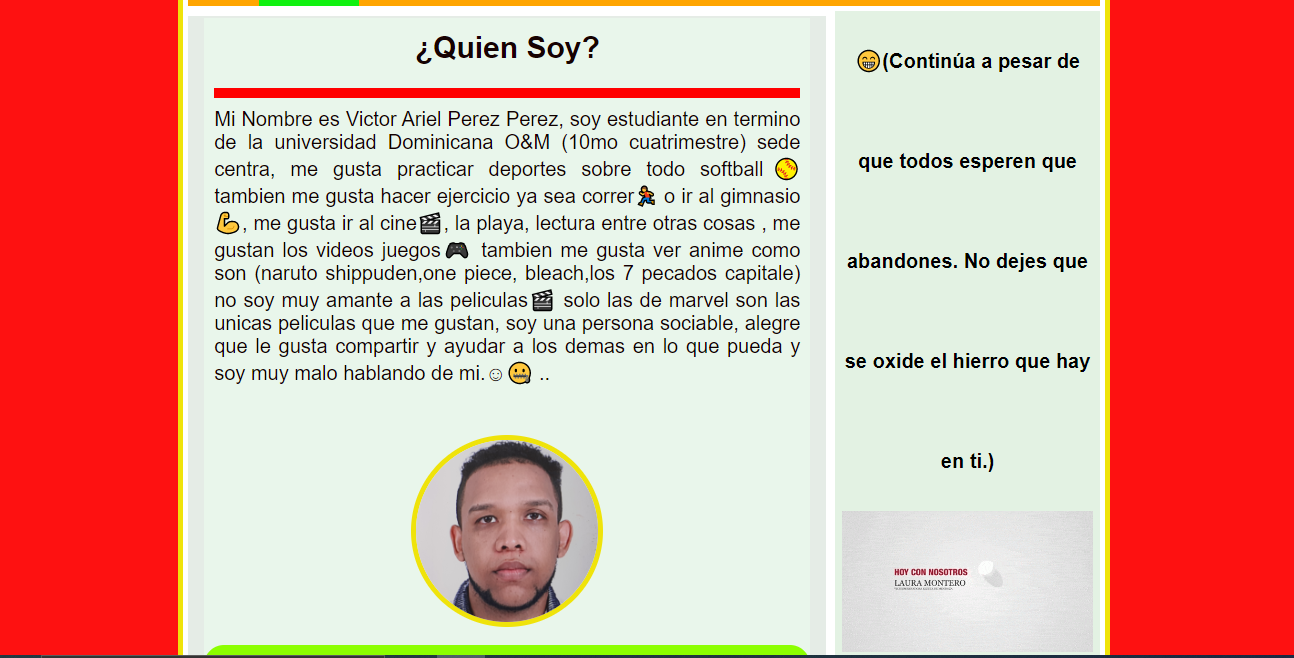 ¿Quien Soy?
Mi Nombre es Victor Ariel Perez Perez, soy estudiante en termino
de la universidad Dominicana O&M (10mo cuatrimestre) sede
centra, me gusta practicar deportes sobre todo softball 🥎
tambien me gusta hacer ejercicio ya sea correr🏃 o ir al gimnasio
💪, me gusta ir al cine🎬, la playa, lectura entre otras cosas , me
gustan los videos juegos🎮 tambien me gusta ver anime como
son (naruto shippuden,one piece, bleach,los 7 pecados capitale)
no soy muy amante a las peliculas🎬 solo las de marvel son las
unicas peliculas que me gustan, soy una persona sociable, alegre
que le gusta compartir y ayudar a los demas en lo que pueda y
soy muy malo hablando de mi.☺🤐 ..
😁(Continúa a pesar de
que todos esperen que
abandones. No dejes que
se oxide el hierro que hay
en ti.)
HOY CON NOSOTROS
LAURA MONTERO